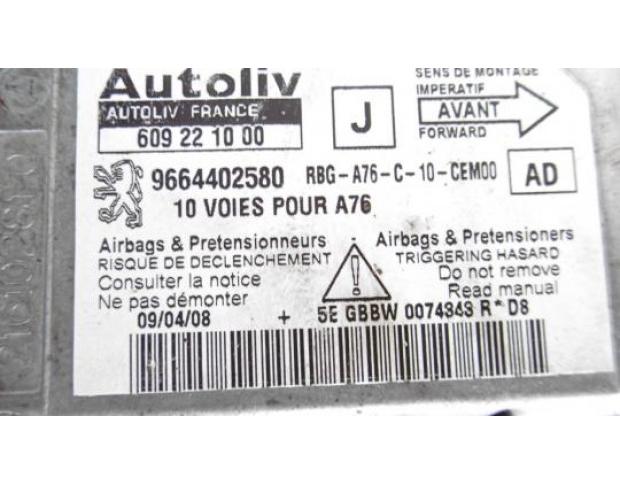 Autoliv
AUTOLIV FRANCE
609 22 10 00
J
SENS DE MONTAGE
IMPERATIF
AVANT
FORWARD
9664402580 RBG-A76-C-10-CEM00 AD
10 VOIES POUR A76
Airbags & Pretensionneurs
RISQUE DE DECLENCHEMENT
Consulter la notice
Ne pas démonter
Airbags & Pretensioners
TRIGGERING HASARD
Do not remove
Read manual
09/04/08 + 5E GBBW 0074343 R* D8